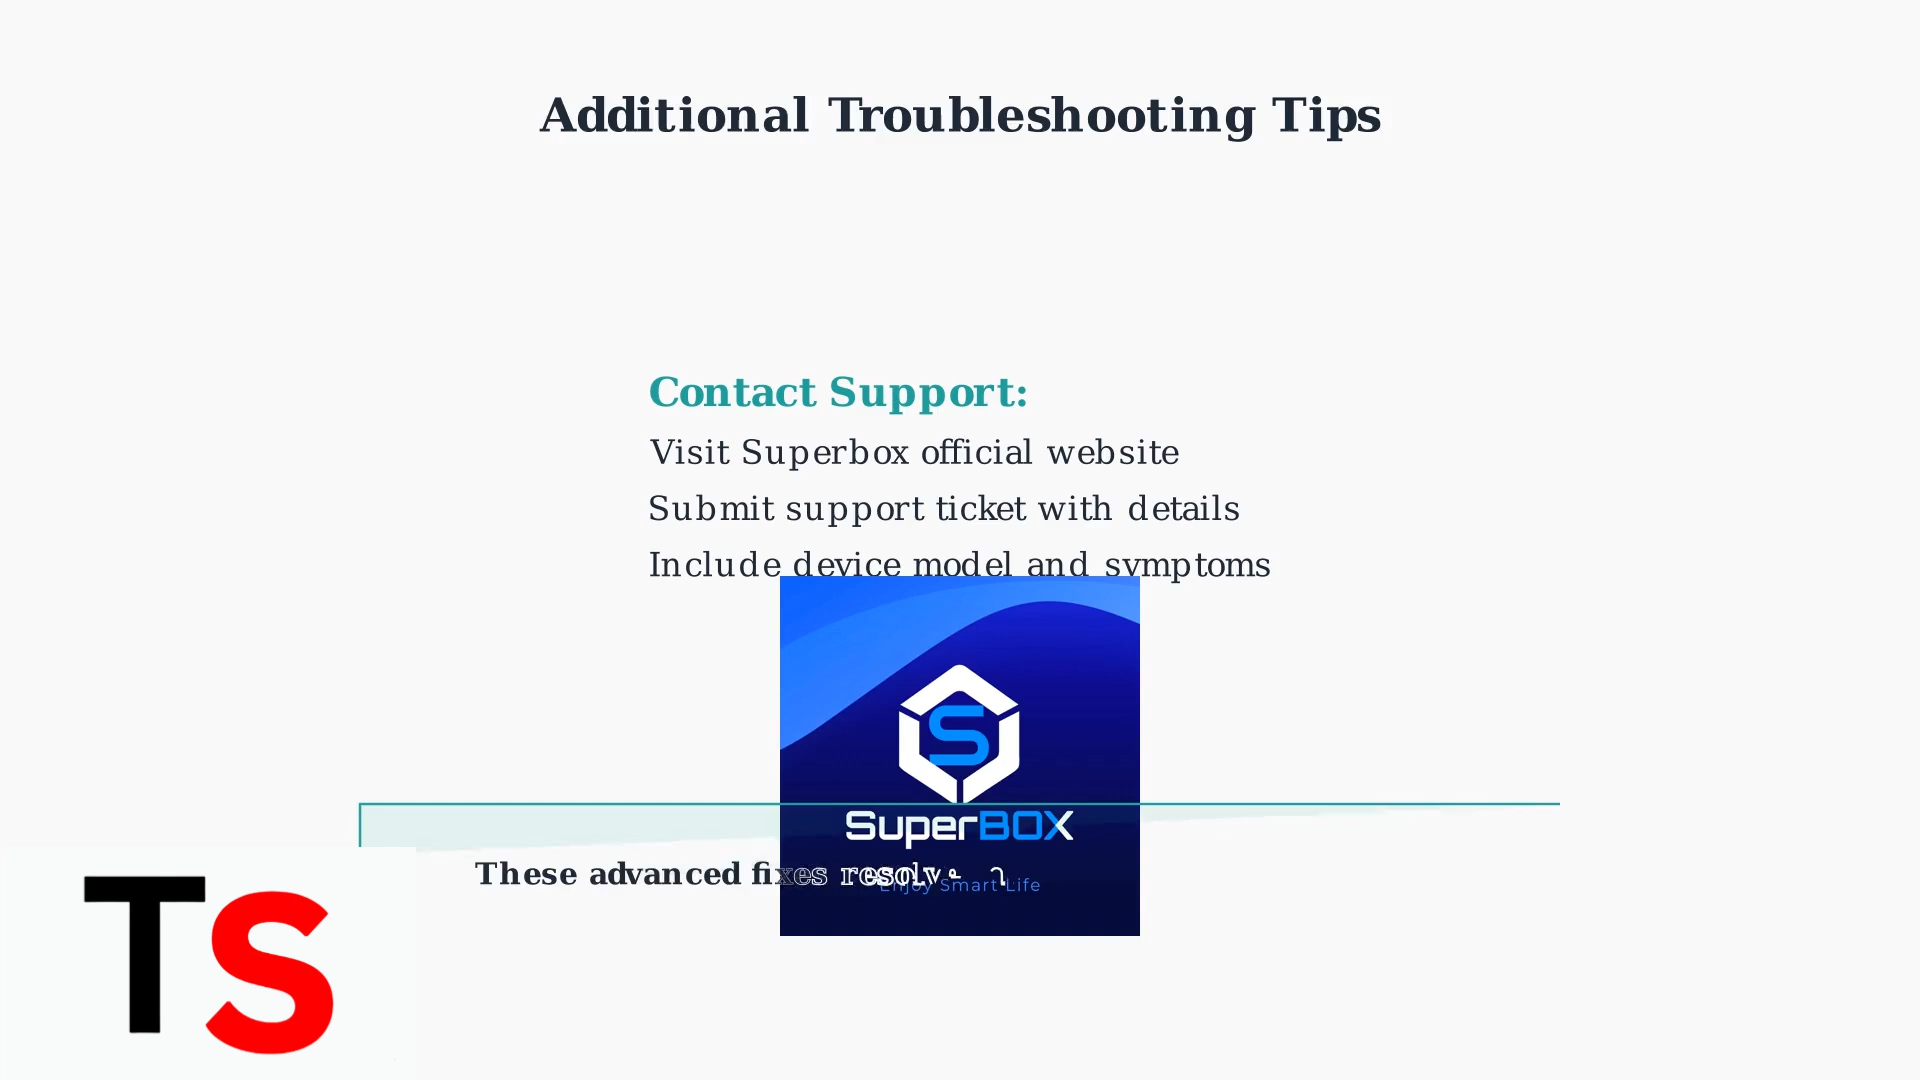 Additional Troubleshooting Tips
Contact Support:
Visit Superbox official website
Submit support ticket with details
Include device model and symptoms
S
SuperBOX
These advanced fixes resolv
Enjoy Smart Life
TS